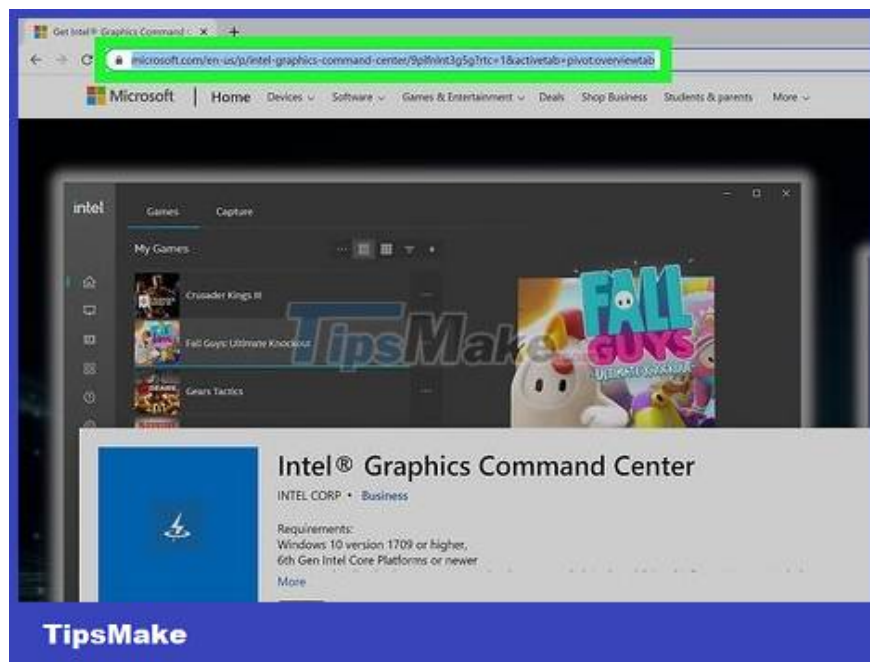 Get Intel® Graphics Command C
microsoft.com/en-us/p/intel-graphics-command-center/9plfnlnt3g5g?rtc=1&activetab=pivot:overviewtab
Microsoft | Home Devices Software Games & Entertainment Deals Shop Business Students & parents More
intel
Games Capture
My Games
Crusader Kings III
Fall Guys: Ultimate Knockout
Gears Tactics
FALL
GUYS
ULTIMATE KNOCKOUT
TipsMake
Intel® Graphics Command Center
INTEL CORP • Business
Requirements:
Windows 10 version 1709 or higher,
6th Gen Intel Core Platforms or newer
More
TipsMake